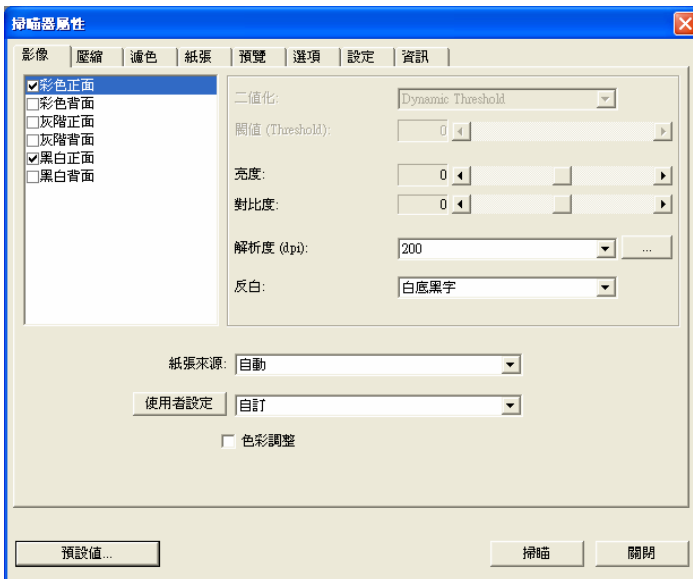 掃瞄器屬性
影像 壓縮 濾色 紙張 預覽 選項 設定 資訊
彩色正面
彩色背面
灰階正面
灰階背面
黑白正面
黑白背面
二值化: Dynamic Threshold
閥值 (Threshold): 0
亮度: 0
對比度: 0
解析度 (dpi): 200 ...
反白: 白底黑字
紙張來源: 自動
使用者設定 自訂
色彩調整
預設值... 掃瞄 關閉